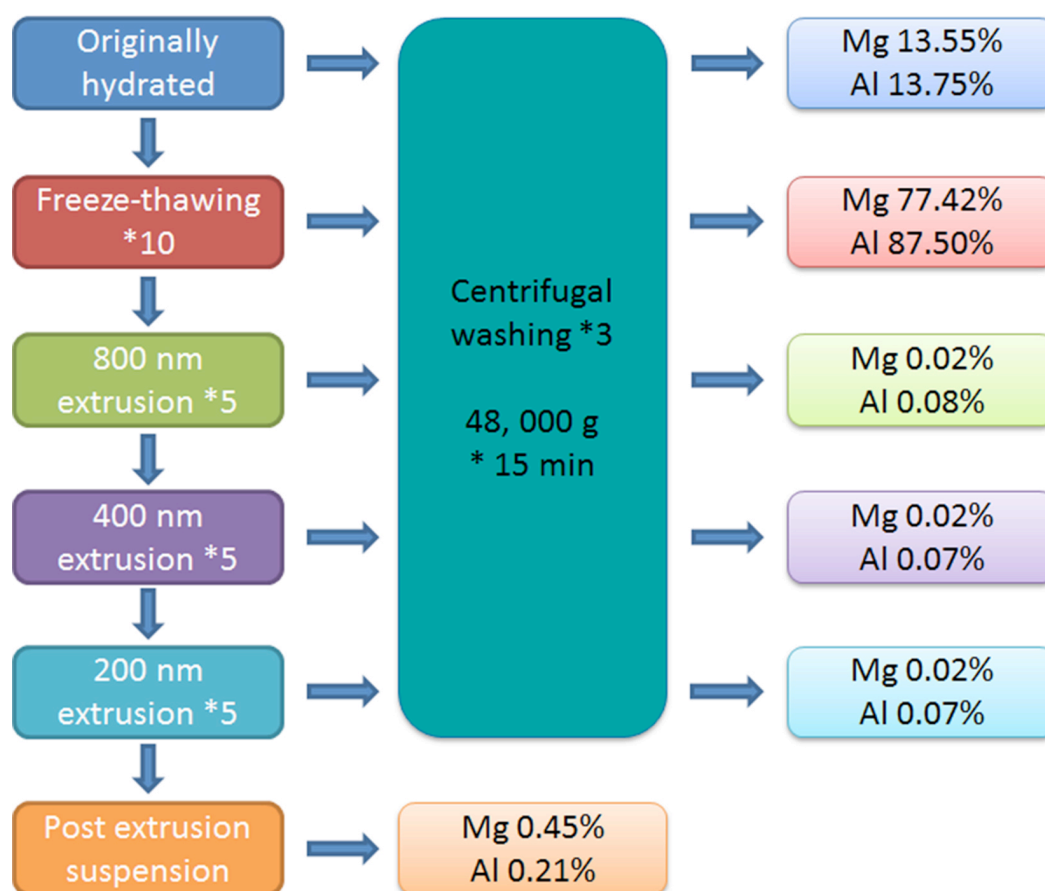 Originally
hydrated
Mg 13.55%
Al 13.75%
Freeze-thawing
*10
Mg 77.42%
Al 87.50%
Centrifugal
washing *3
48, 000 g
* 15 min
800 nm
extrusion *5
Mg 0.02%
Al 0.08%
400 nm
extrusion *5
Mg 0.02%
Al 0.07%
200 nm
extrusion *5
Mg 0.02%
Al 0.07%
Post extrusion
suspension
Mg 0.45%
Al 0.21%